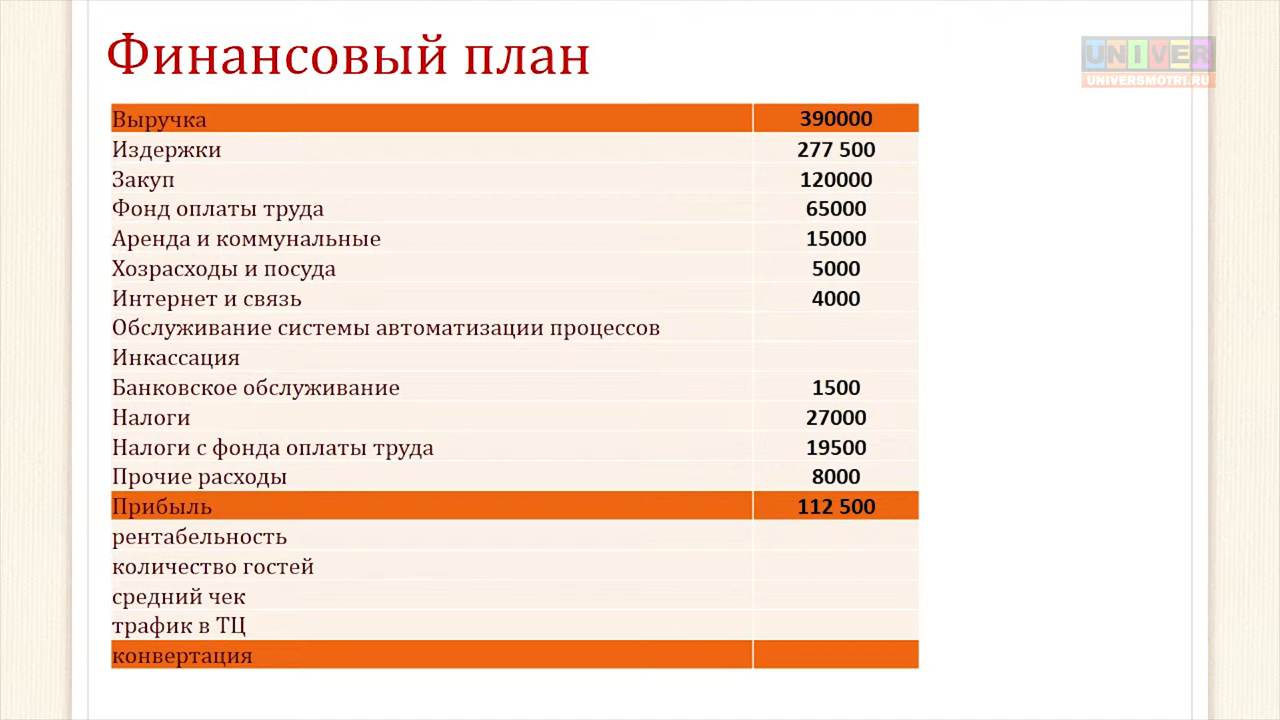 Финансовый план
UNIVER
UNIVERSMOTRI.RU
Выручка 390000
Издержки 277 500
Закуп 120000
Фонд оплаты труда 65000
Аренда и коммунальные 15000
Хозрасходы и посуда 5000
Интернет и связь 4000
Обслуживание системы автоматизации процессов
Инкассация
Банковское обслуживание 1500
Налоги 27000
Налоги с фонда оплаты труда 19500
Прочие расходы 8000
Прибыль 112 500
рентабельность
количество гостей
средний чек
трафик в ТЦ
конвертация